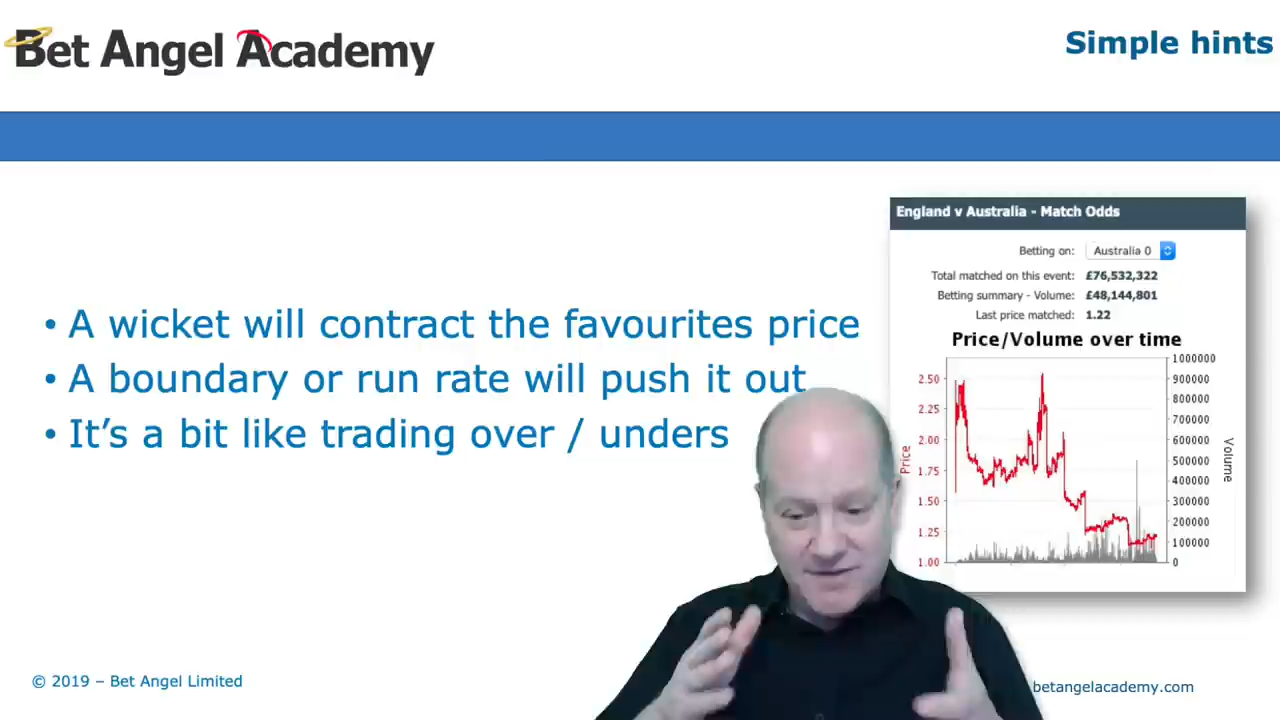 Bet Angel Academy
Simple hints
• A wicket will contract the favourites price
• A boundary or run rate will push it out
• It's a bit like trading over / unders
England v Australia - Match Odds
Betting on: Australia 0
Total matched on this event: £76,532,322
Betting summary - Volume: £48,144,801
Last price matched: 1.22
Price/Volume over time
Price
2.50
2.25
2.00
1.75
1.50
1.25
1.00
1000000
900000
800000
700000
600000
500000
400000
300000
200000
100000
0
Volume
© 2019 – Bet Angel Limited
betangelacademy.com